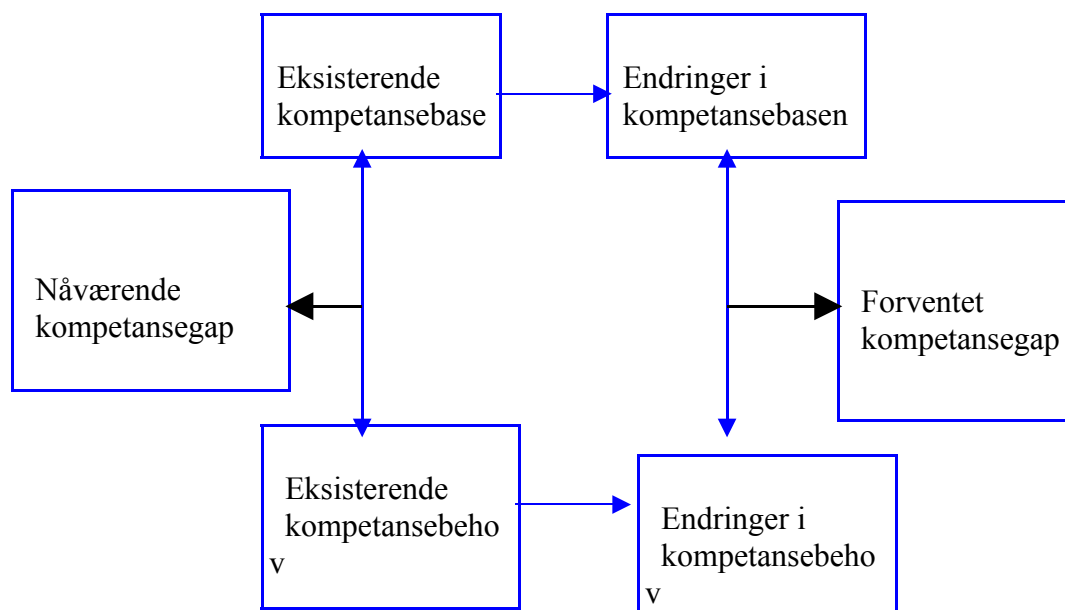 Eksisterende
kompetansebase
Endringer i
kompetansebasen
Nåværende
kompetansegap
Forventet
kompetansegap
Eksisterende
kompetansebeho
v
Endringer i
kompetansebeho
v